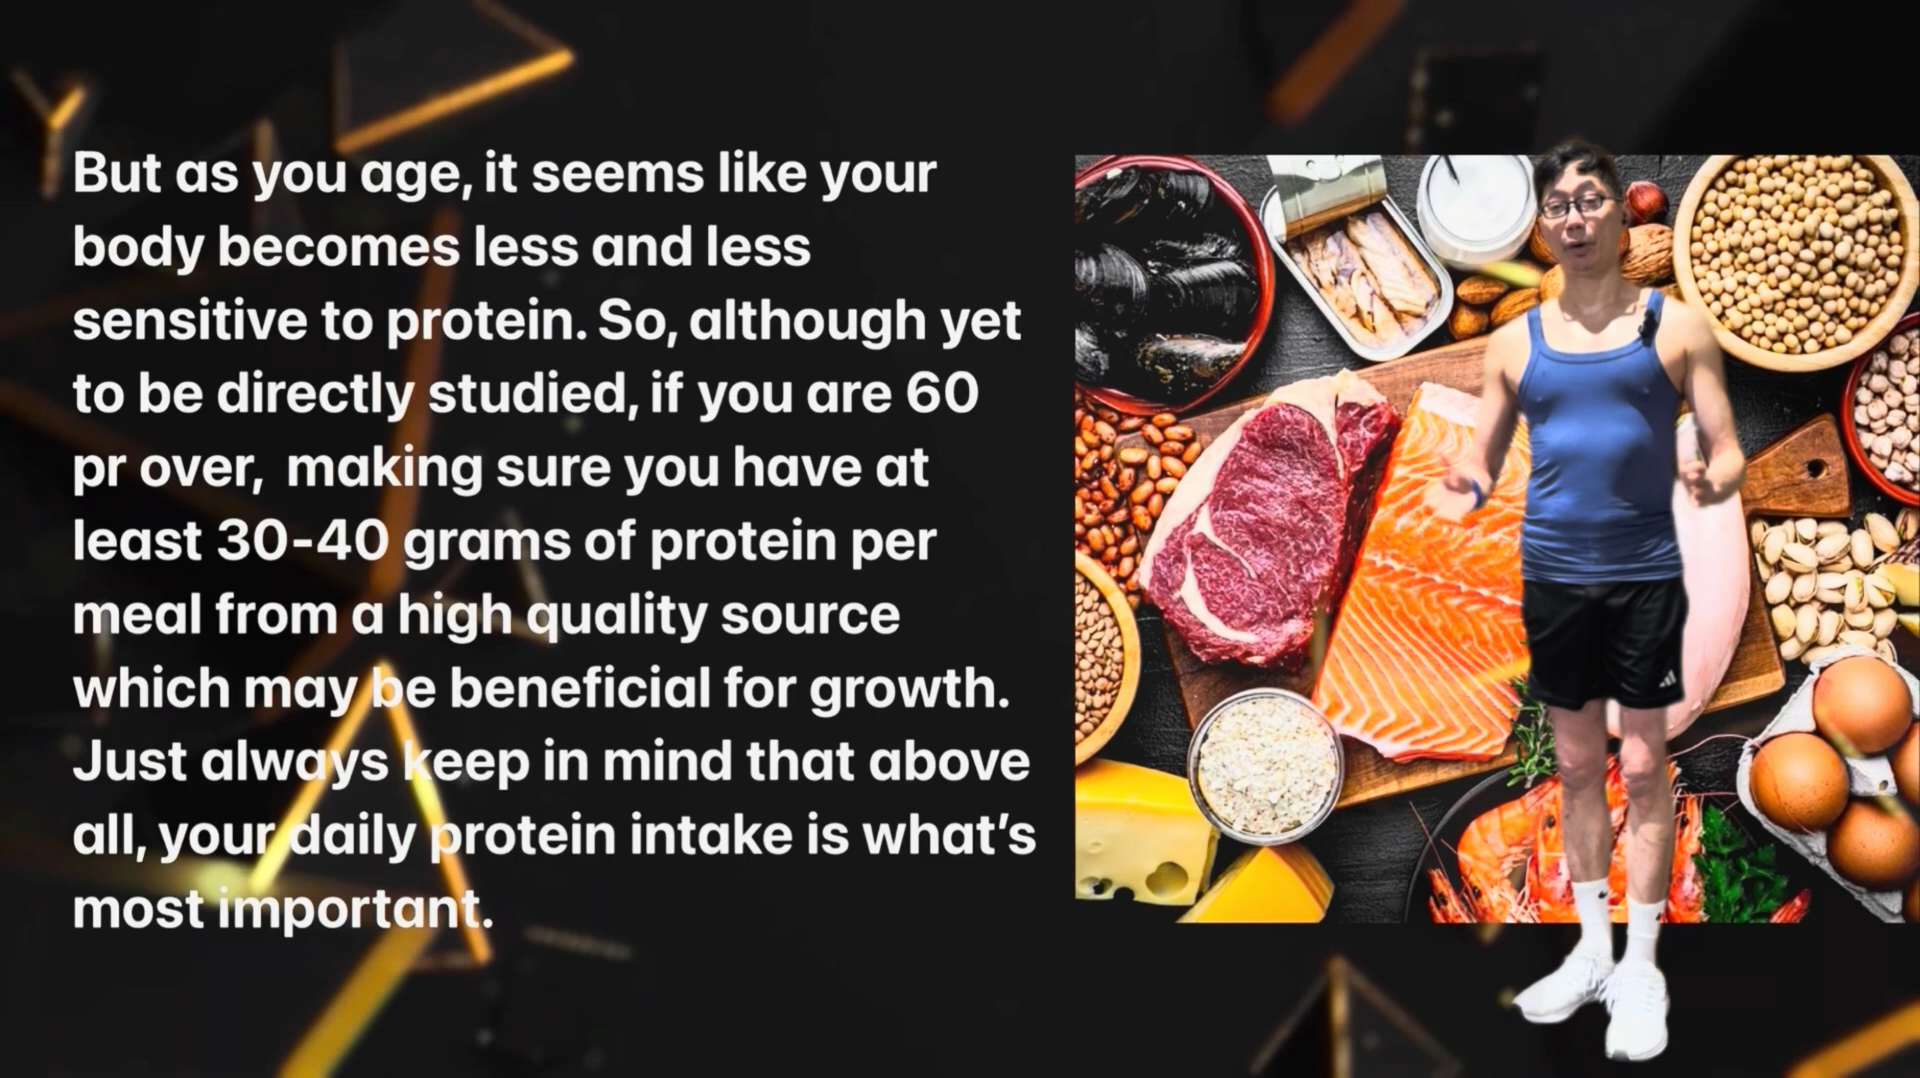 But as you age, it seems like your
body becomes less and less
sensitive to protein. So, although yet
to be directly studied, if you are 60
pr over, making sure you have at
least 30-40 grams of protein per
meal from a high quality source
which may be beneficial for growth.
Just always keep in mind that above
all, your daily protein intake is what's
most important.